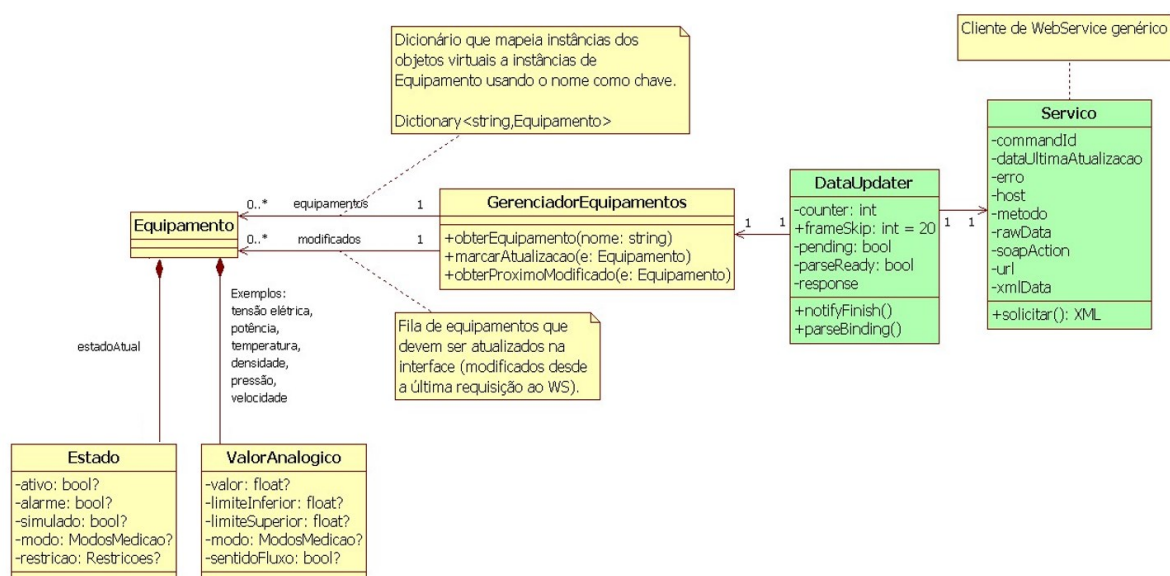 Dicionário que mapeia instâncias dos
objetos virtuais a instâncias de
Equipamento usando o nome como chave.
Dictionary<string,Equipamento>
Cliente de WebService genérico
Servico
-commandId
-dataUltimaAtualizacao
-erro
-host
-metodo
-rawData
-soapAction
-url
-xmlData
+solicitar(): XML
DataUpdater
-counter: int
+frameSkip: int = 20
-pending: bool
-parseReady: bool
-response
+notifyFinish()
+parseBinding()
1
1
1
1
GerenciadorEquipamentos
+obterEquipamento(nome: string)
+marcarAtualizacao(e: Equipamento)
+obterProximoModificado(e: Equipamento)
0..* equipamentos 1
0..* modificados 1
Equipamento
Fila de equipamentos que
devem ser atualizados na
interface (modificados desde
a última requisição ao WS).
estadoAtual
Exemplos:
tensão elétrica,
potência,
temperatura,
densidade,
pressão,
velocidade
Estado
-ativo: bool?
-alarme: bool?
-simulado: bool?
-modo: ModosMedicao?
-restricao: Restricoes?
ValorAnalogico
-valor: float?
-limiteInferior: float?
-limiteSuperior: float?
-modo: ModosMedicao?
-sentidoFluxo: bool?